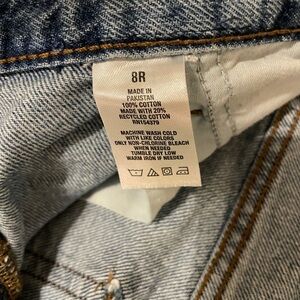 8R
MADE IN
PAKISTAN
100% COTTON
MADE WITH 20%
RECYCLED COTTON
RN154379
MACHINE WASH COLD
WITH LIKE COLORS
ONLY NON-CHLORINE BLEACH
WHEN NEEDED
TUMBLE DRY LOW
WARM IRON IF NEEDED